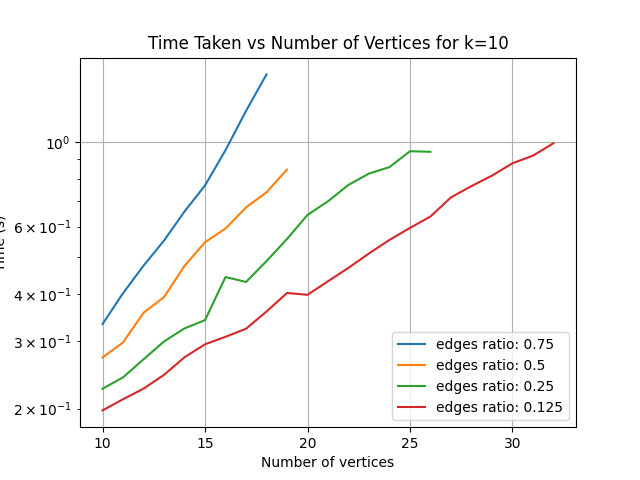 Time Taken vs Number of Vertices for k=10
10⁰
6 × 10⁻¹
4 × 10⁻¹
3 × 10⁻¹
2 × 10⁻¹
(s)
edges ratio: 0.75
edges ratio: 0.5
edges ratio: 0.25
edges ratio: 0.125
10 15 20 25 30
Number of vertices